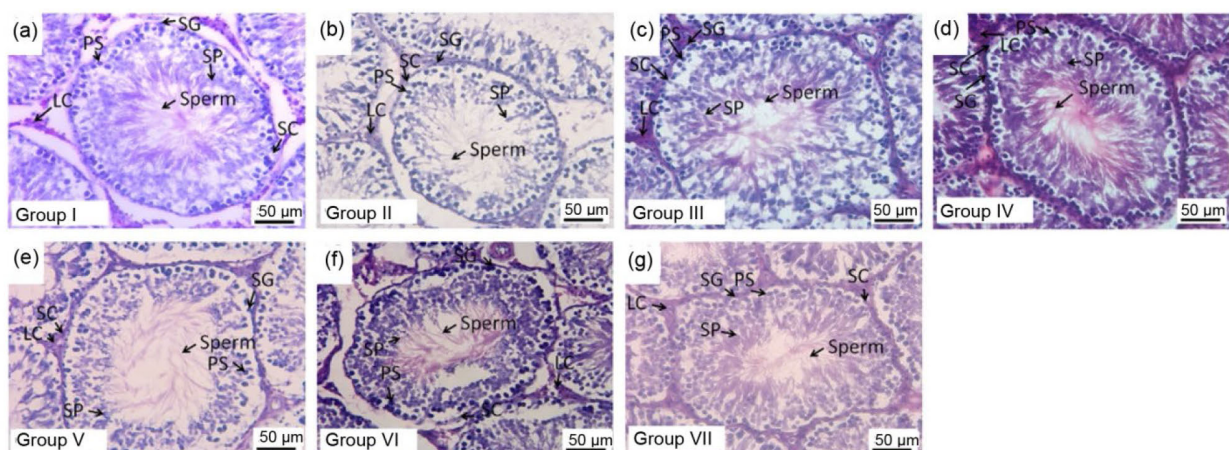 (a)
SG
PS
SP
Sperm
LC
SC
Group I
50 µm
(b)
SG
SC
PS
SP
LC
Sperm
Group II
50 µm
(c)
SG
PS
SC
SP
Sperm
LC
Group III
50 µm
(d)
PS
LC
SC
SP
SG
Sperm
Group IV
50 µm
(e)
SG
SC
LC
Sperm
PS
SP
Group V
50 µm
(f)
SG
Sperm
SP
LC
PS
SC
Group VI
50 µm
(g)
SG PS
SC
LC
SP
Sperm
Group VII
50 µm